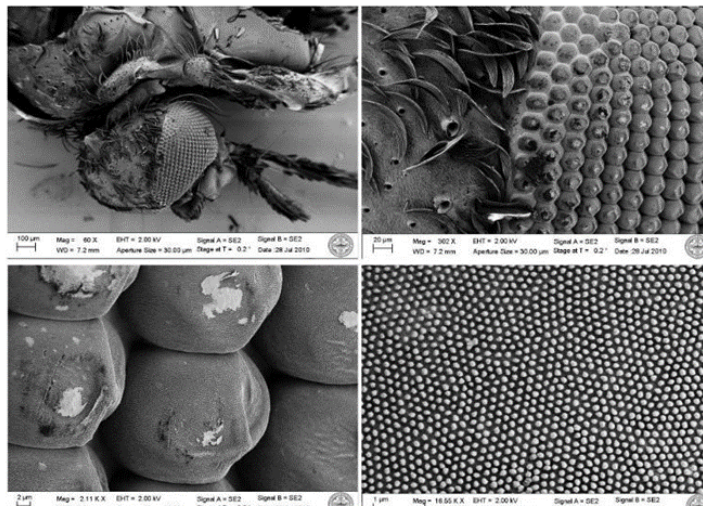 100 µm
Mag = 60 X EHT = 2.00 kV Signal A = SE2 Signal B = SE2
WD = 7.2 mm Aperture Size = 30.00 µm Stage at T = 0.2 ° Date :28 Jul 2010
20 µm
Mag = 302 X EHT = 2.00 kV Signal A = SE2 Signal B = SE2
WD = 7.2 mm Aperture Size = 30.00 µm Stage at T = 0.2 ° Date :28 Jul 2010
2 µm
Mag = 2.11 K X EHT = 2.00 kV Signal A = SE2 Signal B = SE2
1 µm
Mag = 16.55 K X EHT = 2.00 kV Signal A = SE2 Signal B = SE2